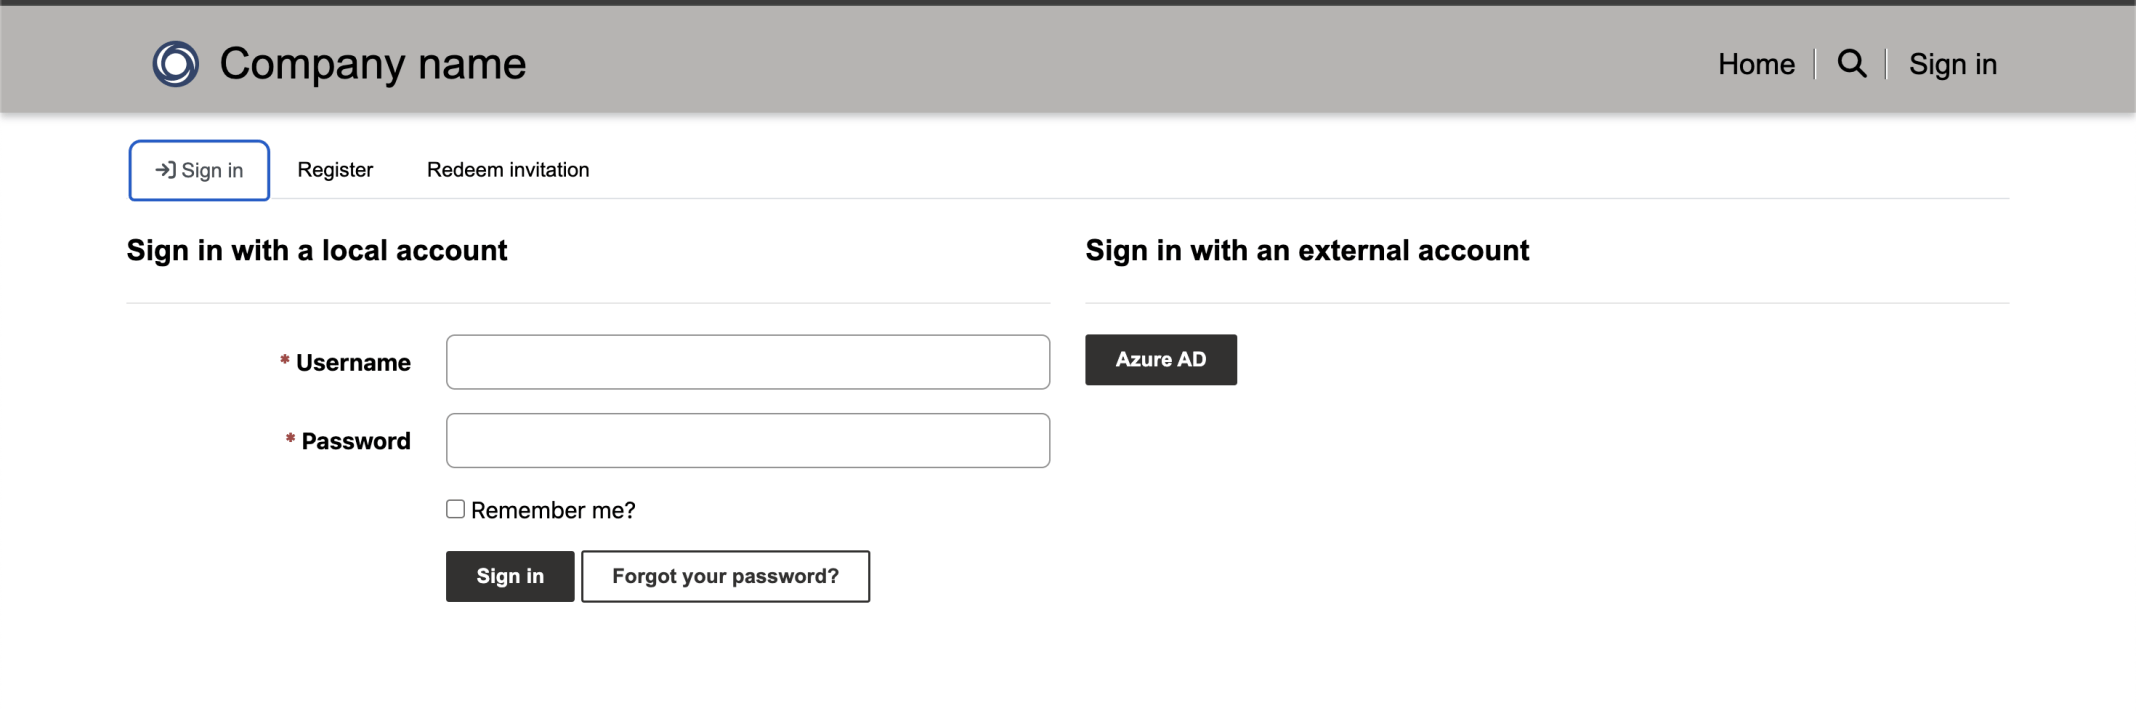 Company name
Home
Sign in
Sign in
Register
Redeem invitation
Sign in with a local account
Sign in with an external account
* Username
Azure AD
* Password
Remember me?
Sign in
Forgot your password?